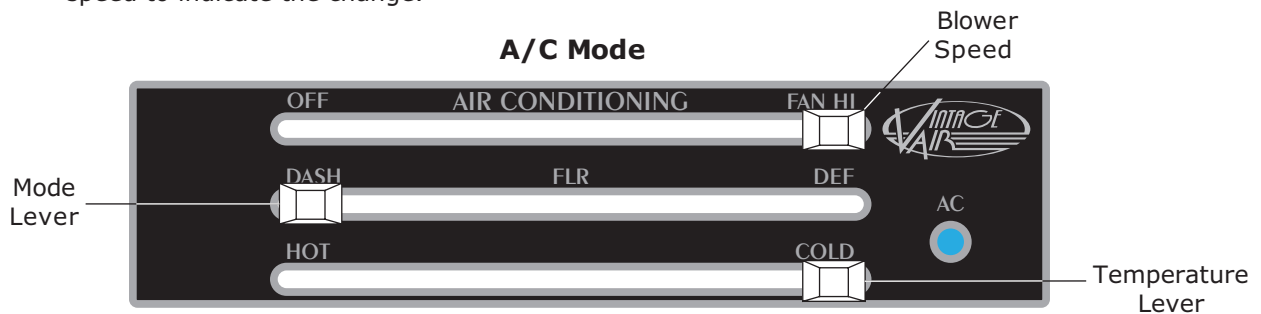 speed to indicate the change.
Blower
Speed
A/C Mode
OFF AIR CONDITIONING FAN HI
VINTAGE
AIR
Mode
Lever
DASH FLR DEF
AC
HOT COLD
Temperature
Lever